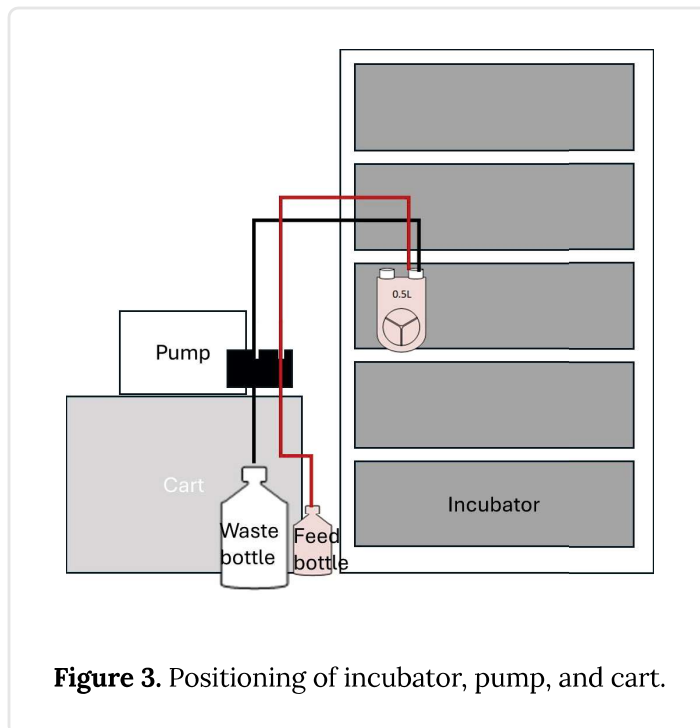 0.5L
Pump
Cart
Incubator
Waste
bottle
Feed
bottle
Figure 3. Positioning of incubator, pump, and cart.